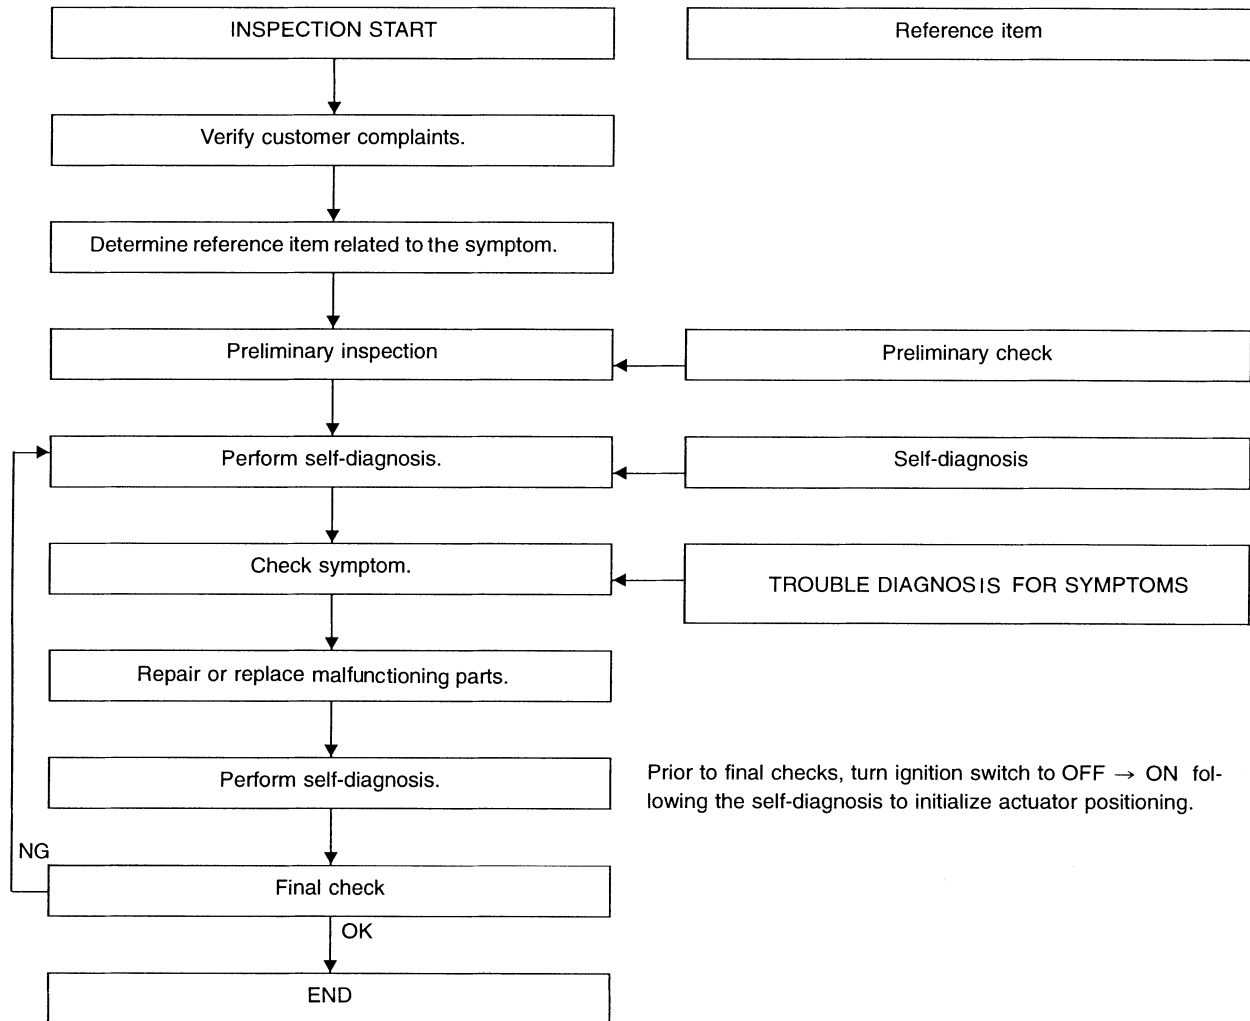 INSPECTION START
Reference item
Verify customer complaints.
Determine reference item related to the symptom.
Preliminary inspection
Preliminary check
Perform self-diagnosis.
Self-diagnosis
Check symptom.
TROUBLE DIAGNOSIS FOR SYMPTOMS
Repair or replace malfunctioning parts.
Perform self-diagnosis.
Prior to final checks, turn ignition switch to OFF → ON fol-
lowing the self-diagnosis to initialize actuator positioning.
NG
Final check
OK
END